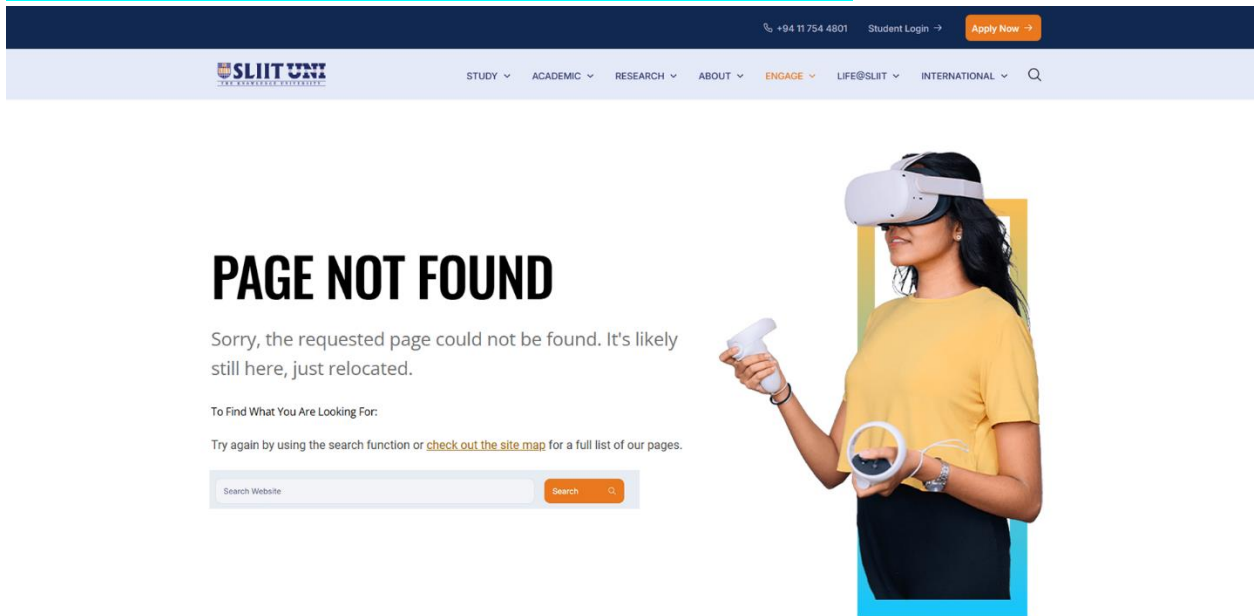 +94 11 754 4801 Student Login → Apply Now →
SLIIT UNI
THE KNOWLEDGE UNIVERSITY
STUDY ACADEMIC RESEARCH ABOUT ENGAGE LIFE@SLIIT INTERNATIONAL
PAGE NOT FOUND
Sorry, the requested page could not be found. It's likely
still here, just relocated.
To Find What You Are Looking For:
Try again by using the search function or check out the site map for a full list of our pages.
Search Website Search